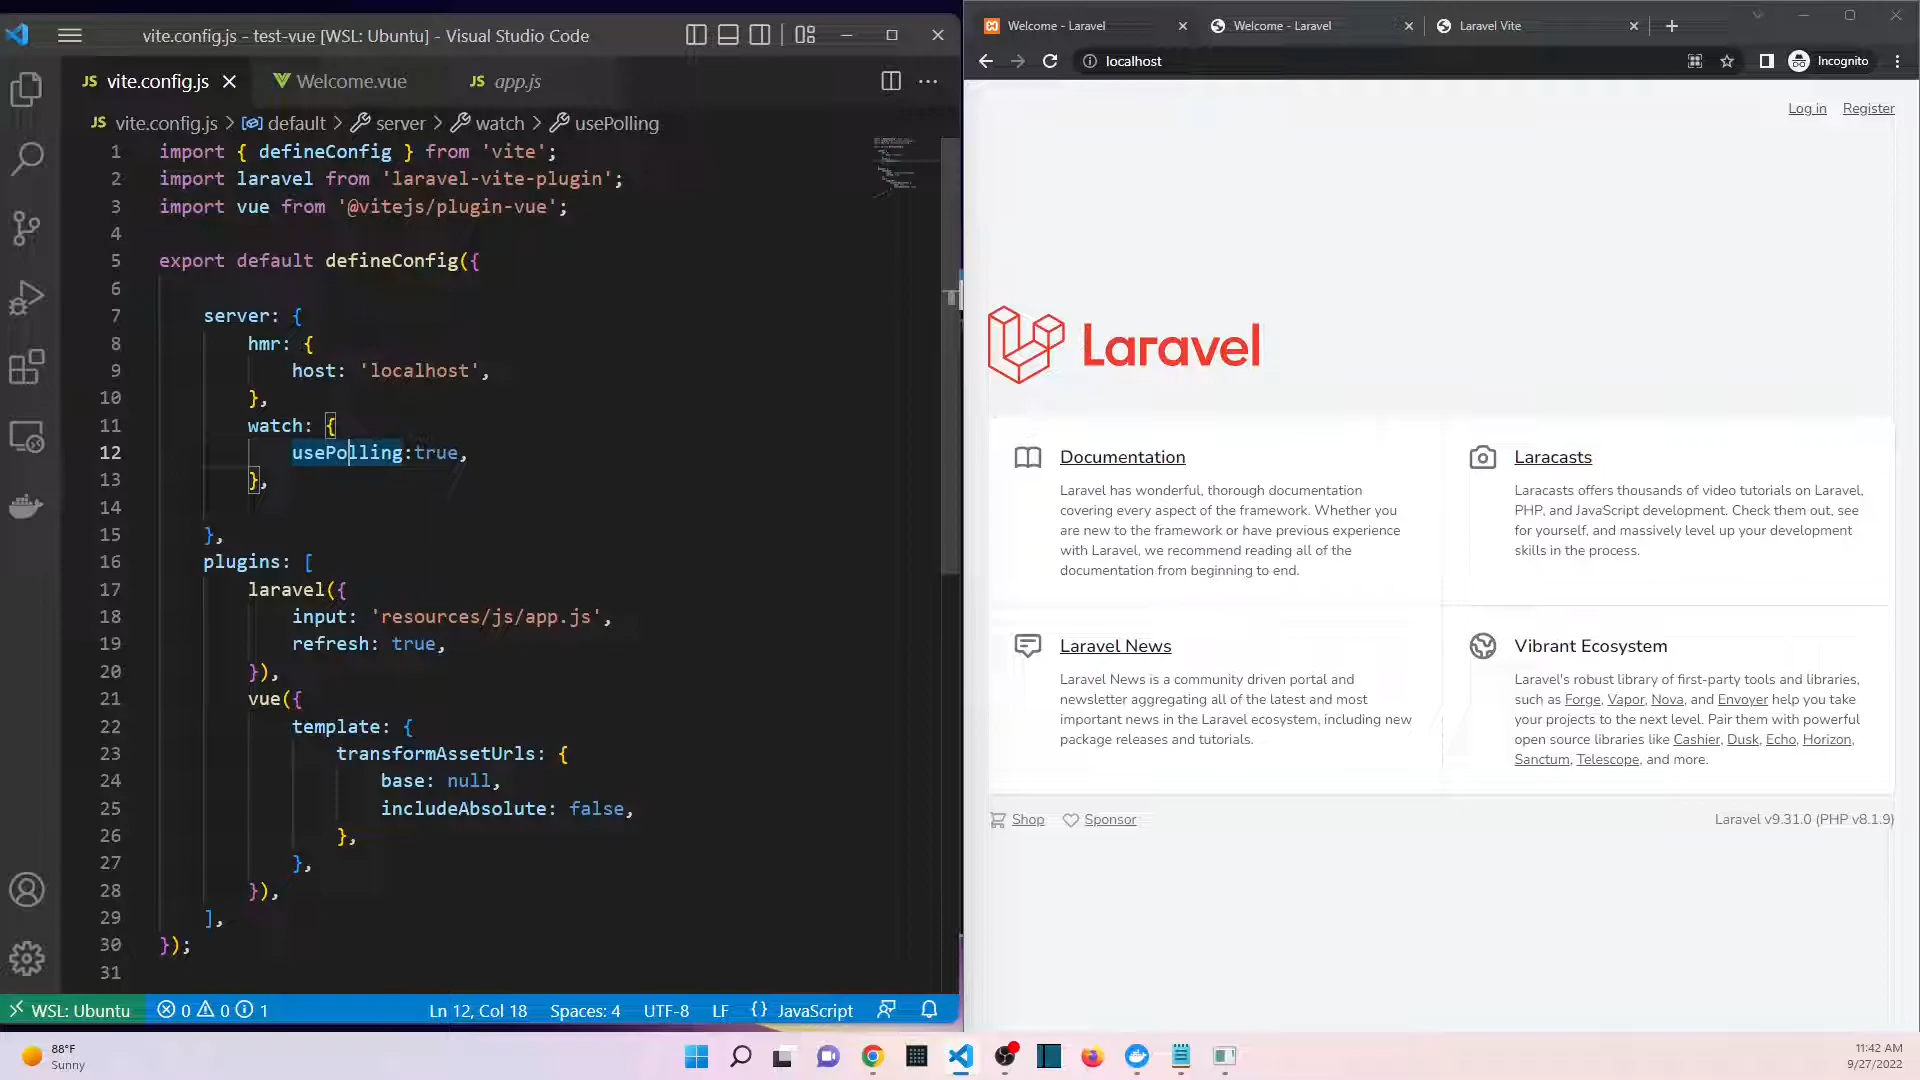 vite.config.js - test-vue [WSL: Ubuntu] - Visual Studio Code
JS vite.config.js
Welcome.vue
JS app.js
JS vite.config.js > default > server > watch > usePolling
1 import { defineConfig } from 'vite';
2 import laravel from 'laravel-vite-plugin';
3 import vue from '@vitejs/plugin-vue';
4
5 export default defineConfig({
6
7 server: {
8 hmr: {
9 host: 'localhost',
10 },
11 watch: {
12 usePolling:true,
13 },
14
15 },
16 plugins: [
17 laravel({
18 input: 'resources/js/app.js',
19 refresh: true,
20 }),
21 vue({
22 template: {
23 transformAssetUrls: {
24 base: null,
25 includeAbsolute: false,
26 },
27 },
28 }),
29 ],
30 });
31
WSL: Ubuntu 0 0 1 Ln 12, Col 18 Spaces: 4 UTF-8 LF {} JavaScript
Welcome - Laravel
Welcome - Laravel
Laravel Vite
localhost
Incognito
Log in Register
Laravel
Documentation
Laravel has wonderful, thorough documentation
covering every aspect of the framework. Whether you
are new to the framework or have previous experience
with Laravel, we recommend reading all of the
documentation from beginning to end.
Laracasts
Laracasts offers thousands of video tutorials on Laravel,
PHP, and JavaScript development. Check them out, see
for yourself, and massively level up your development
skills in the process.
Laravel News
Laravel News is a community driven portal and
newsletter aggregating all of the latest and most
important news in the Laravel ecosystem, including new
package releases and tutorials.
Vibrant Ecosystem
Laravel's robust library of first-party tools and libraries,
such as Forge, Vapor, Nova, and Envoyer help you take
your projects to the next level. Pair them with powerful
open source libraries like Cashier, Dusk, Echo, Horizon,
Sanctum, Telescope, and more.
Shop Sponsor
Laravel v9.31.0 (PHP v8.1.9)
88°F
Sunny
11:42 AM
9/27/2022